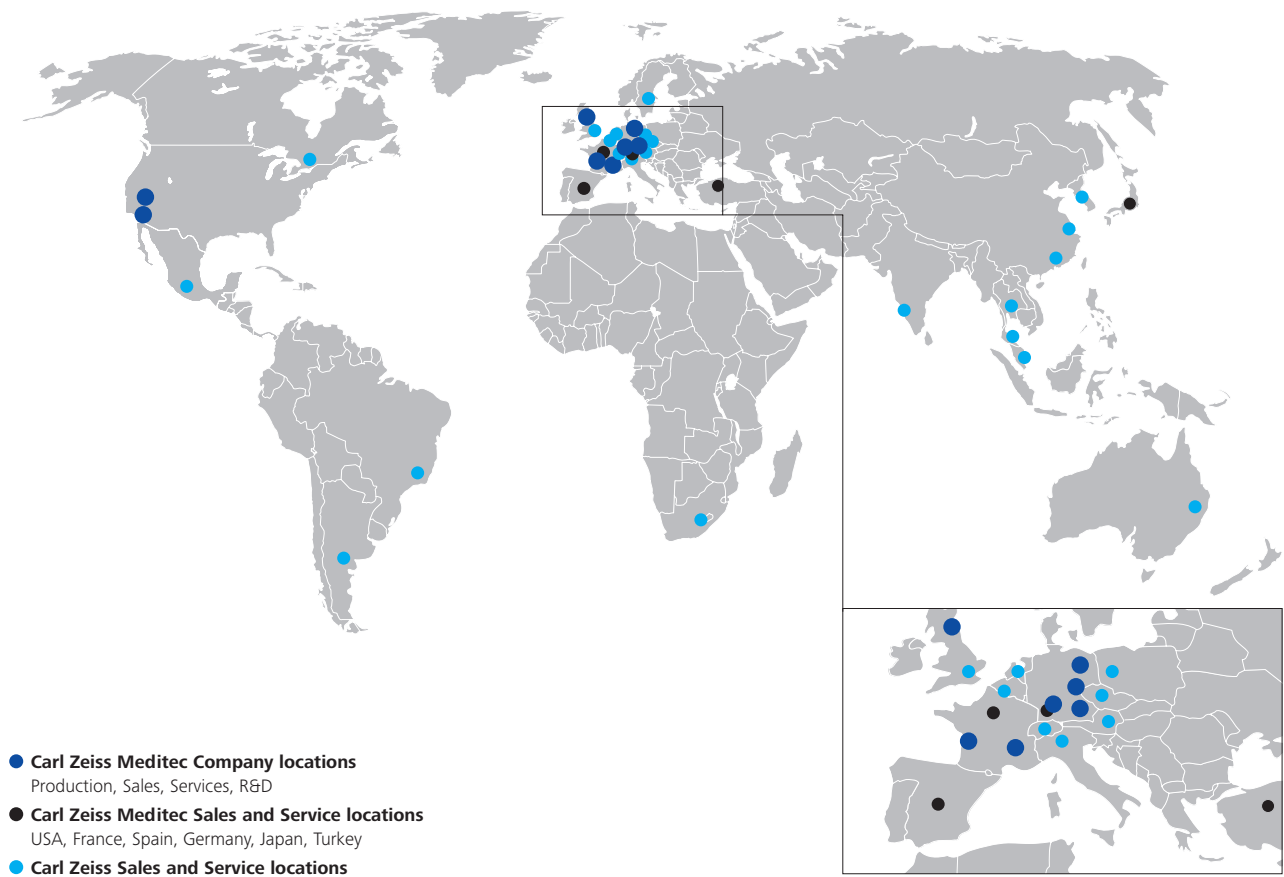 Carl Zeiss Meditec Company locations
Production, Sales, Services, R&D
Carl Zeiss Meditec Sales and Service locations
USA, France, Spain, Germany, Japan, Turkey
Carl Zeiss Sales and Service locations